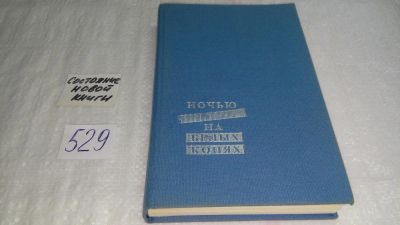 Состояние
новой
книги
529
НОЧЬЮ
НА
БЕЛЫХ
КОНЯХ